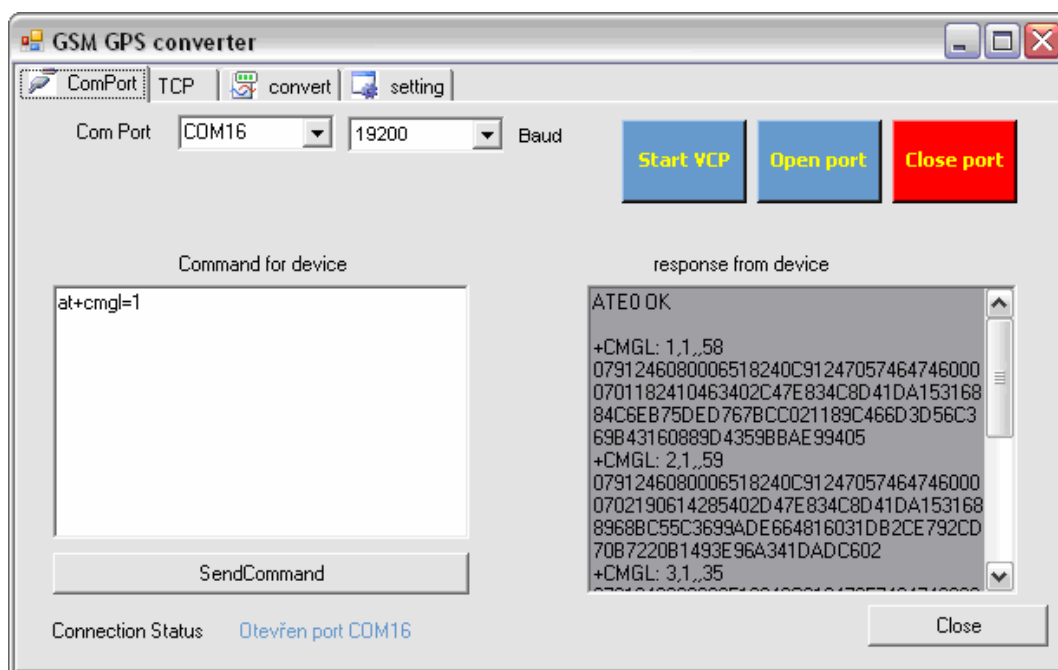 GSM GPS converter
ComPort TCP convert setting
Com Port COM16 19200 Baud
Start VCP Open port Close port
Command for device
at+cmgl=1
SendCommand
response from device
ATE0 OK
+CMGL: 1,1,,58
0791246080006518240C91247057464746000
0701182410463402C47E834C8D41DA153168
84C6EB75DED767BCC021189C466D3D56C3
69B43160889D4359BBAE99405
+CMGL: 2,1,,59
0791246080006518240C91247057464746000
0702190614285402D47E834C8D41DA153168
8968BC55C3699ADE664816031DB2CE792CD
70B7220B1493E96A341DADC602
+CMGL: 3,1,,35
Connection Status Otevřen port COM16
Close